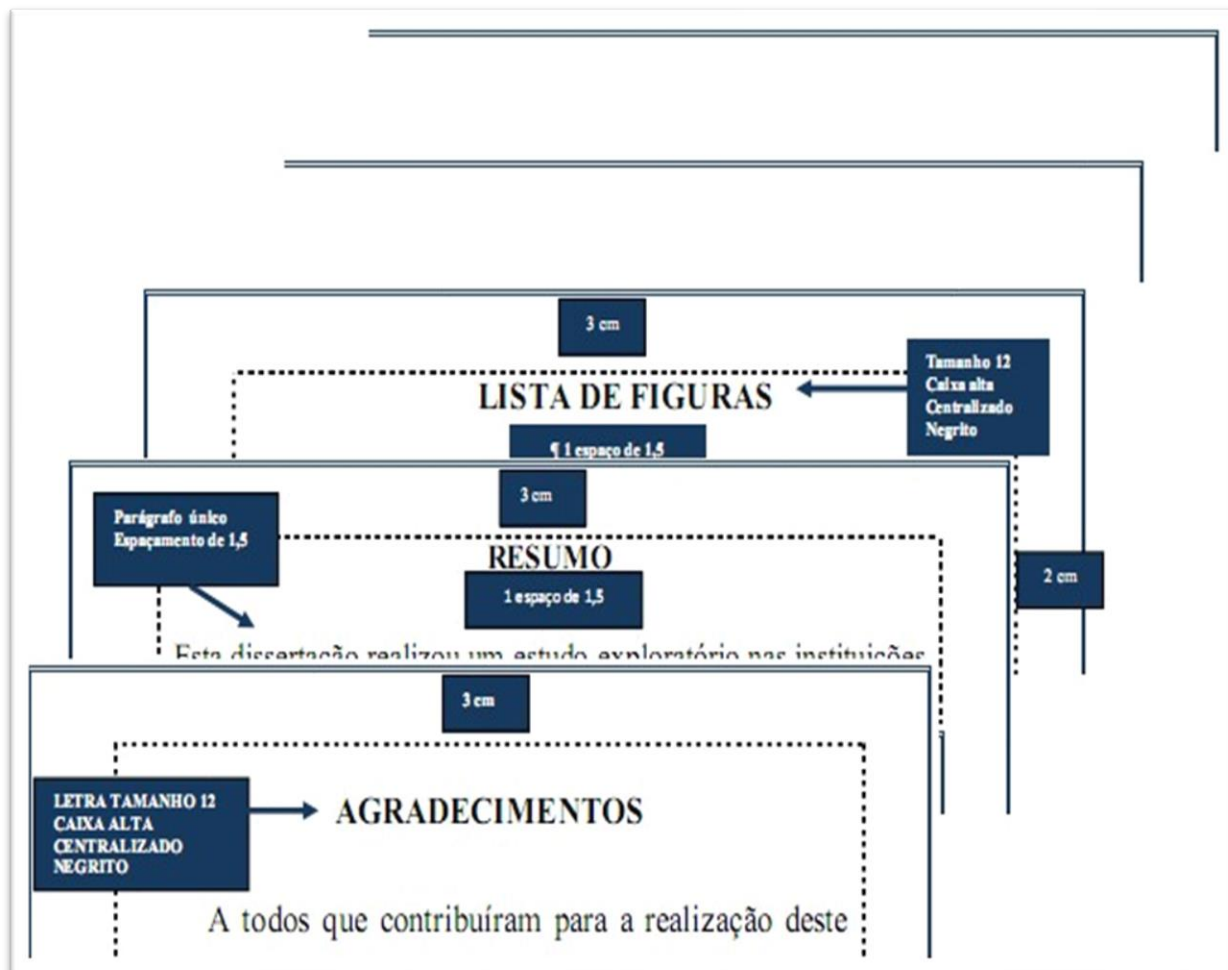 3 cm
Tamanho 12
Caixa alta
Centralizado
Negrito
LISTA DE FIGURAS
¶ 1 espaço de 1,5
3 cm
Parágrafo único
Espaçamento de 1,5
RESUMO
1 espaço de 1,5
2 cm
Esta dissertação realizou um estudo exploratório nas instituições
3 cm
LETRA TAMANHO 12
CAIXA ALTA
CENTRALIZADO
NEGRITO
AGRADECIMENTOS
A todos que contribuíram para a realização deste